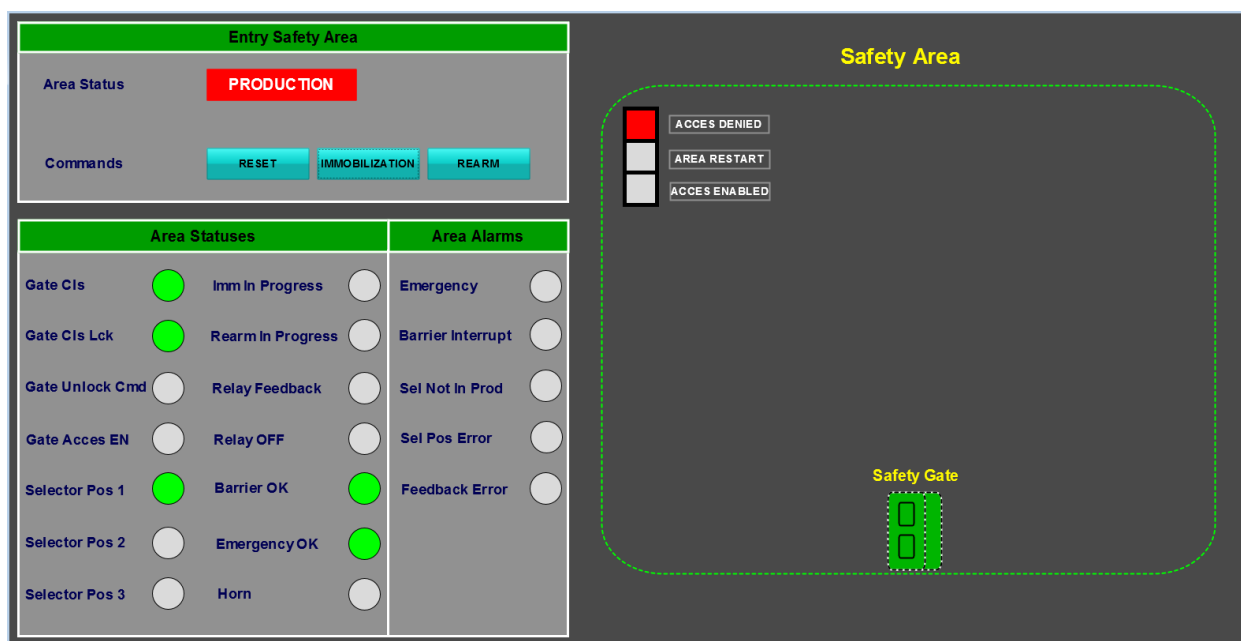 Entry Safety Area
Area Status
PRODUCTION
Commands
RESET
IMMOBILIZATION
REARM
Area Statuses
Gate Cls
Gate Cls Lck
Gate Unlock Cmd
Gate Acces EN
Selector Pos 1
Selector Pos 2
Selector Pos 3
Imm In Progress
Rearm In Progress
Relay Feedback
Relay OFF
Barrier OK
Emergency OK
Horn
Area Alarms
Emergency
Barrier Interrupt
Sel Not In Prod
Sel Pos Error
Feedback Error
Safety Area
ACCES DENIED
AREA RESTART
ACCES ENABLED
Safety Gate